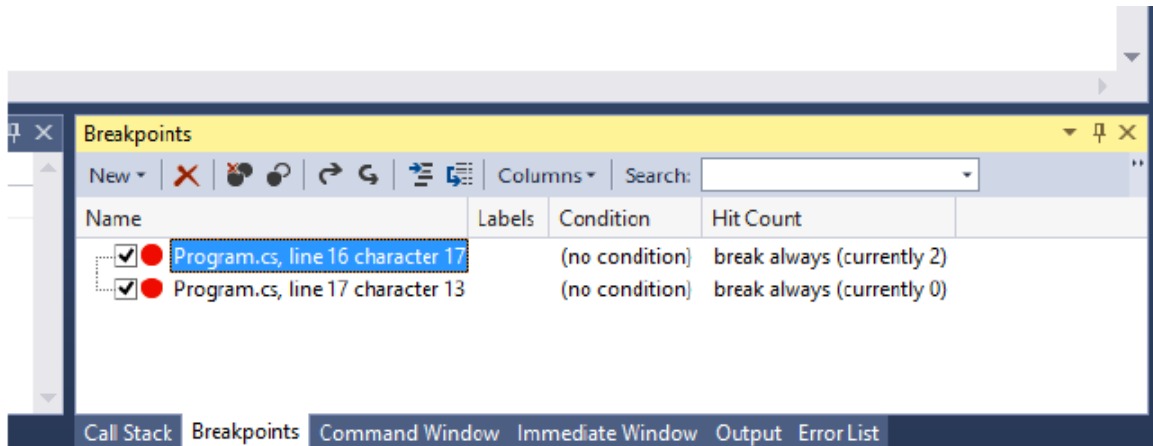 Breakpoints
New Columns Search:
Name Labels Condition Hit Count
Program.cs, line 16 character 17 (no condition) break always (currently 2)
Program.cs, line 17 character 13 (no condition) break always (currently 0)
Call Stack Breakpoints Command Window Immediate Window Output Error List